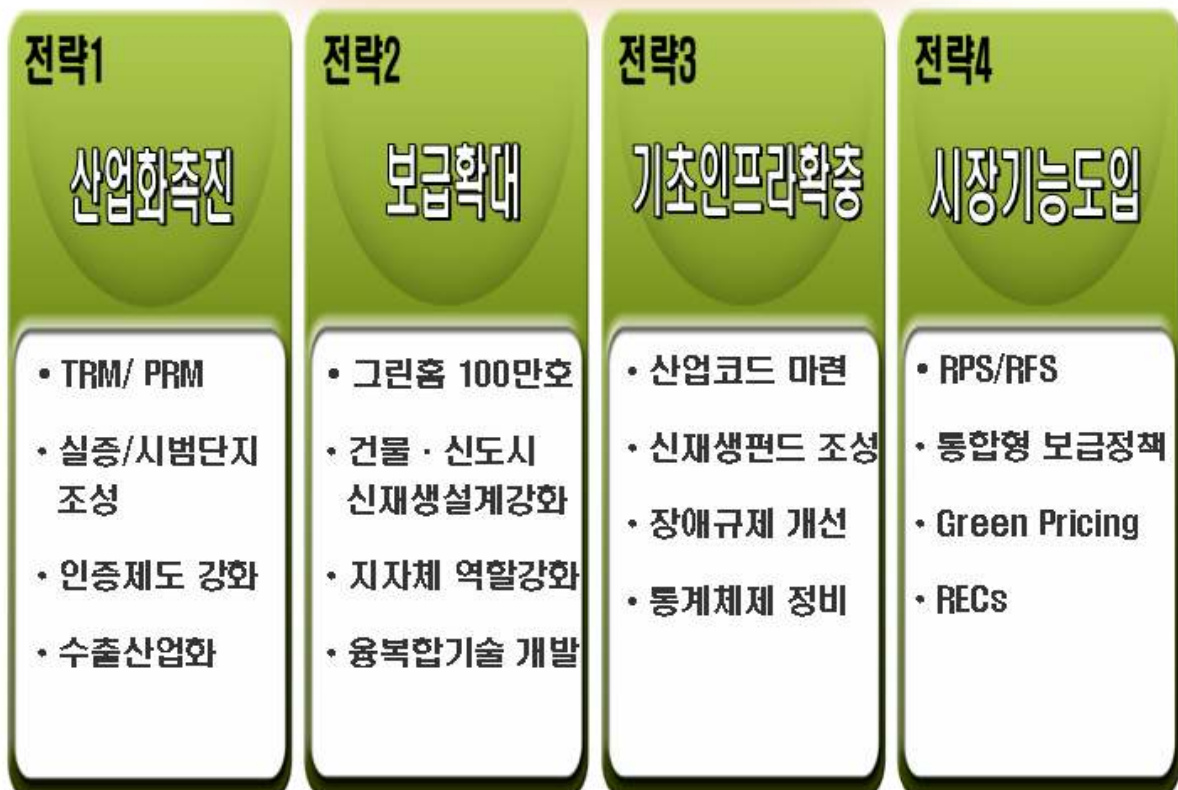 전략1
산업화촉진
• TRM/ PRM
• 실증/시범단지
조성
• 인증제도 강화
• 수출산업화
전략2
보급확대
• 그린홈 100만호
• 건물 · 신도시
신재생설계강화
• 지자체 역할강화
• 융복합기술 개발
전략3
기초인프라확충
• 산업코드 마련
• 신재생펀드 조성
• 장애규제 개선
• 통계체제 정비
전략4
시장기능도입
• RPS/RFS
• 통합형 보급정책
• Green Pricing
• RECs